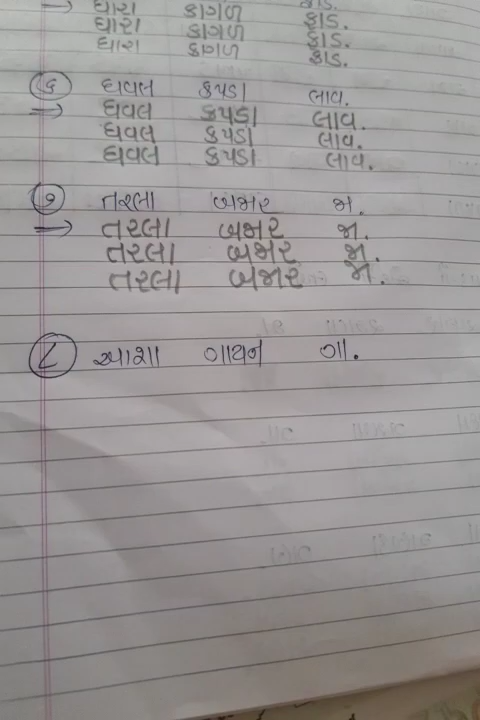 ફાડ.
→ ધારા કાગળ ફાડ.
ધારા કાગળ ફાડ.
ધારા કાગળ ફાડ.
૬ ધવલ કપડા લાવ.
→ ધવલ કપડા લાવ.
ધવલ કપડા લાવ.
ધવલ કપડા લાવ.
૭ તરલા બજાર જા.
→ તરલા બજાર જા.
તરલા બજાર જા.
તરલા બજાર જા.
૮ આશા ગાયન ગા.